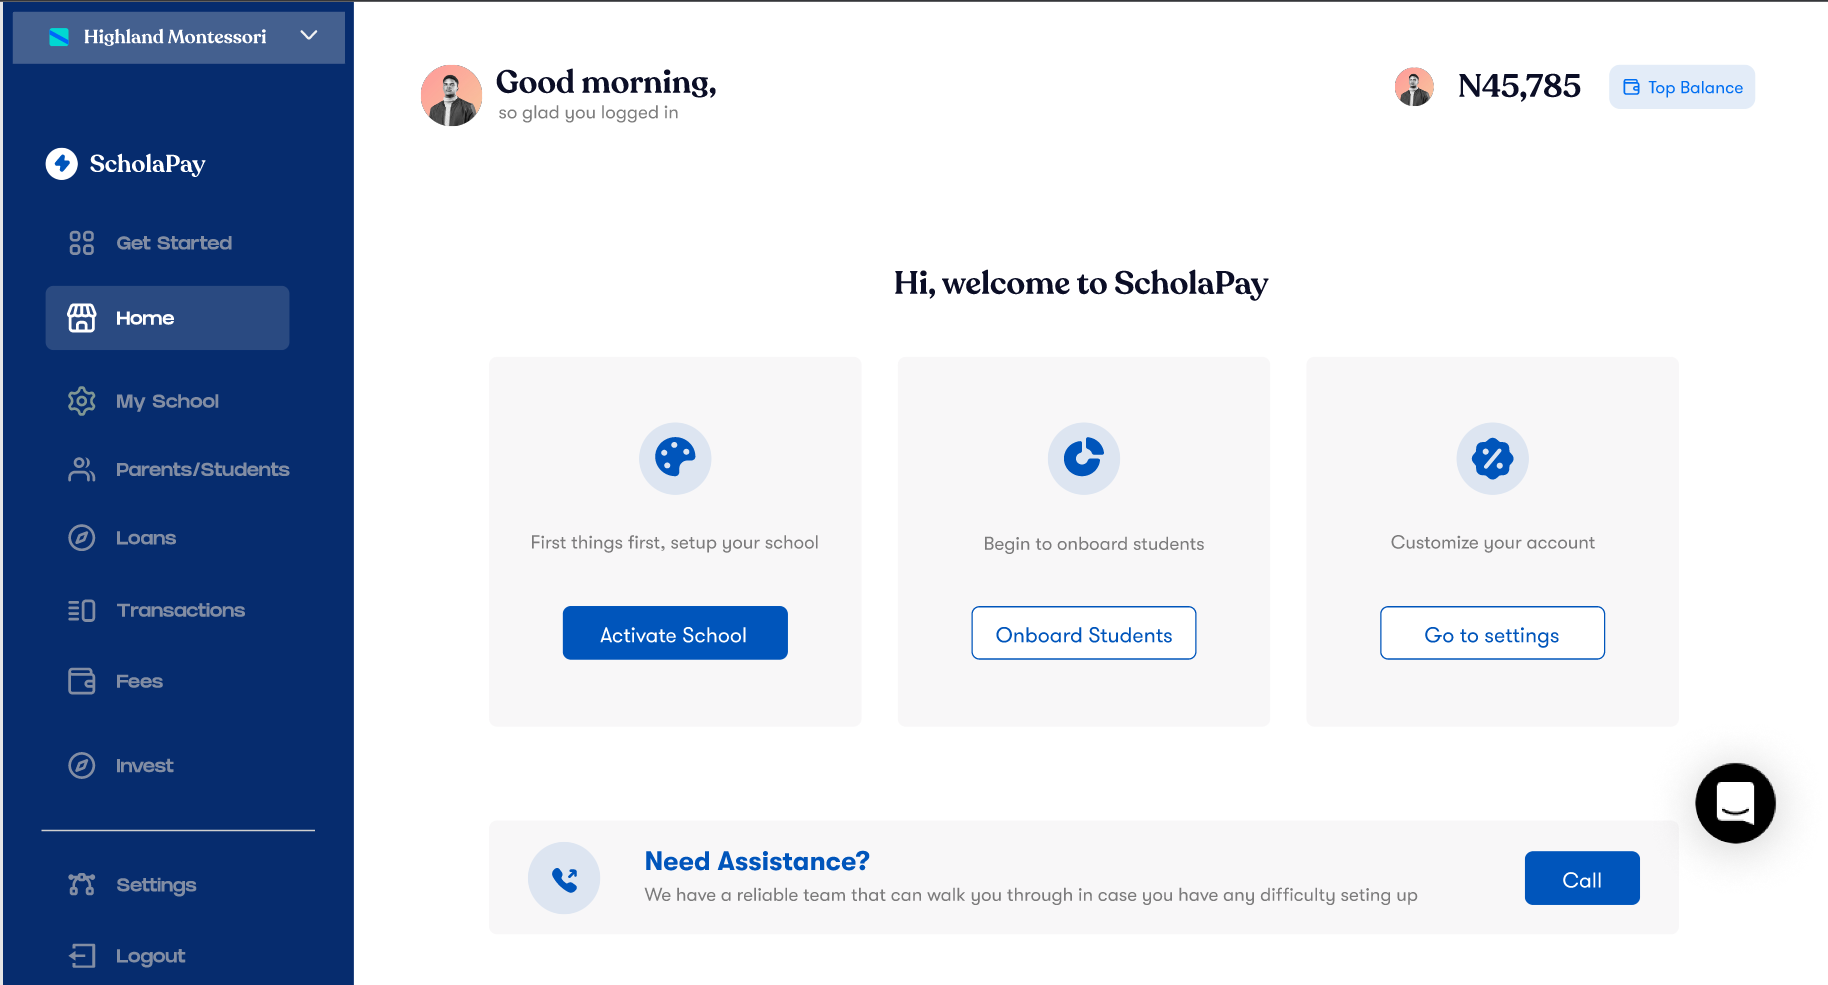 Highland Montessori
ScholaPay
Get Started
Home
My School
Parents/Students
Loans
Transactions
Fees
Invest
Settings
Logout
Good morning,
so glad you logged in
N45,785
Top Balance
Hi, welcome to ScholaPay
First things first, setup your school
Activate School
Begin to onboard students
Onboard Students
Customize your account
Go to settings
Need Assistance?
We have a reliable team that can walk you through in case you have any difficulty seting up
Call